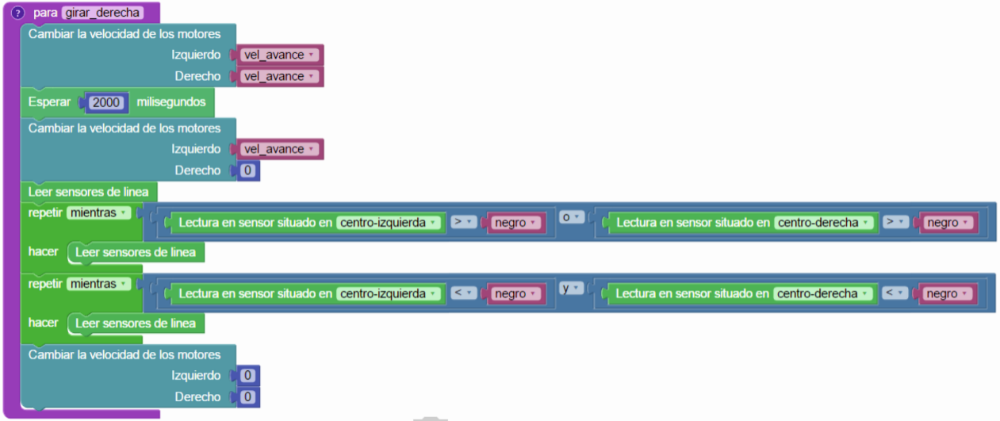 ? para girar_derecha
Cambiar la velocidad de los motores
Izquierdo vel_avance
Derecho vel_avance
Esperar 2000 milisegundos
Cambiar la velocidad de los motores
Izquierdo vel_avance
Derecho 0
Leer sensores de linea
repetir mientras Lectura en sensor situado en centro-izquierda > negro o Lectura en sensor situado en centro-derecha > negro
hacer Leer sensores de linea
repetir mientras Lectura en sensor situado en centro-izquierda < negro y Lectura en sensor situado en centro-derecha < negro
hacer Leer sensores de linea
Cambiar la velocidad de los motores
Izquierdo 0
Derecho 0